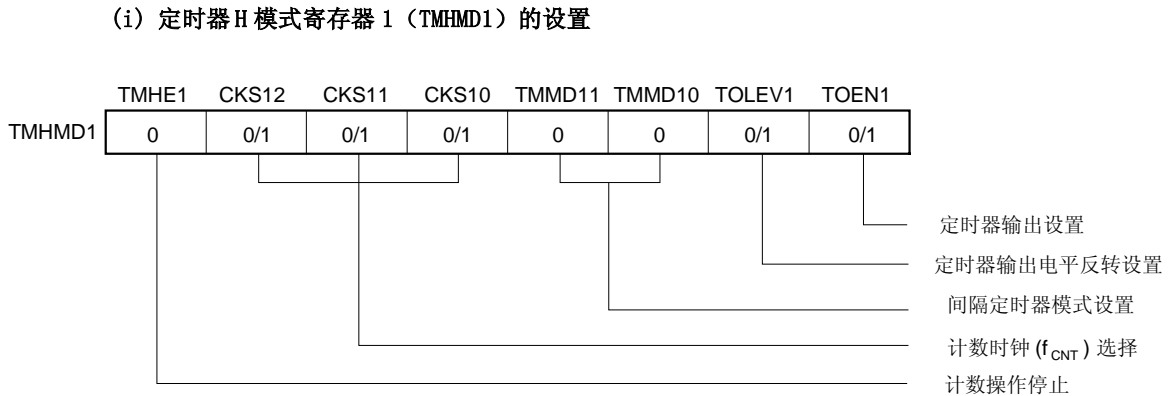 (i) 定时器 H 模式寄存器 1（TMHMD1）的设置
TMHE1 CKS12 CKS11 CKS10 TMMD11 TMMD10 TOLEV1 TOEN1
TMHMD1 0 0/1 0/1 0/1 0 0 0/1 0/1
定时器输出设置
定时器输出电平反转设置
间隔定时器模式设置
计数时钟 (fCNT) 选择
计数操作停止